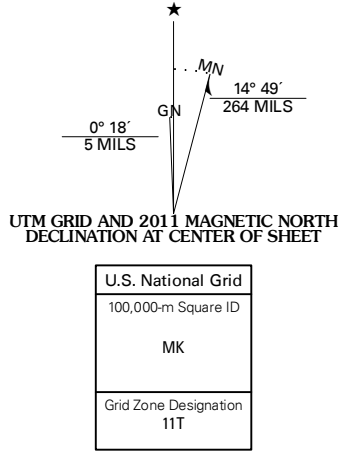 ★
MN
GN
14° 49´
264 MILS
0° 18´
5 MILS
UTM GRID AND 2011 MAGNETIC NORTH
DECLINATION AT CENTER OF SHEET
U.S. National Grid
100,000-m Square ID
MK
Grid Zone Designation
11T